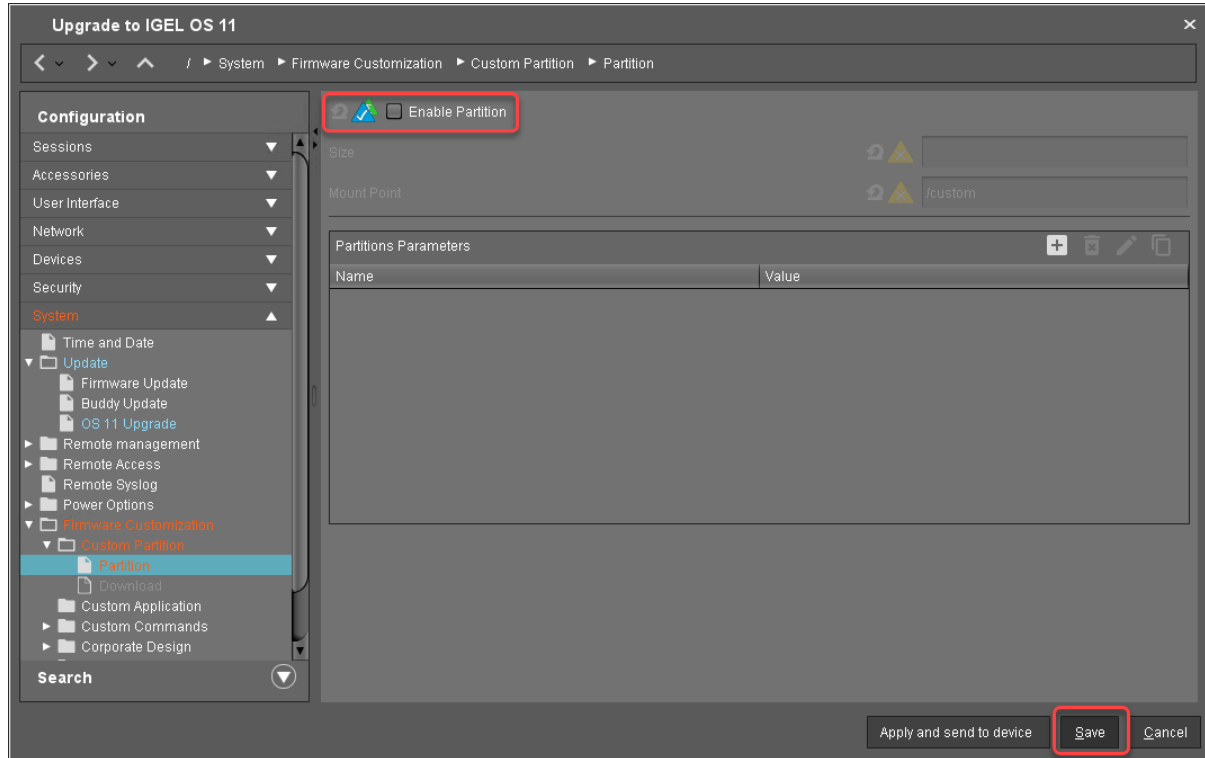 Upgrade to IGEL OS 11
/ System Firmware Customization Custom Partition Partition
Configuration
Sessions
Accessories
User Interface
Network
Devices
Security
System
Time and Date
Update
Firmware Update
Buddy Update
OS 11 Upgrade
Remote management
Remote Access
Remote Syslog
Power Options
Firmware Customization
Custom Partition
Partition
Download
Custom Application
Custom Commands
Corporate Design
Search
Enable Partition
Size
Mount Point /custom
Partitions Parameters
Name Value
Apply and send to device Save Cancel